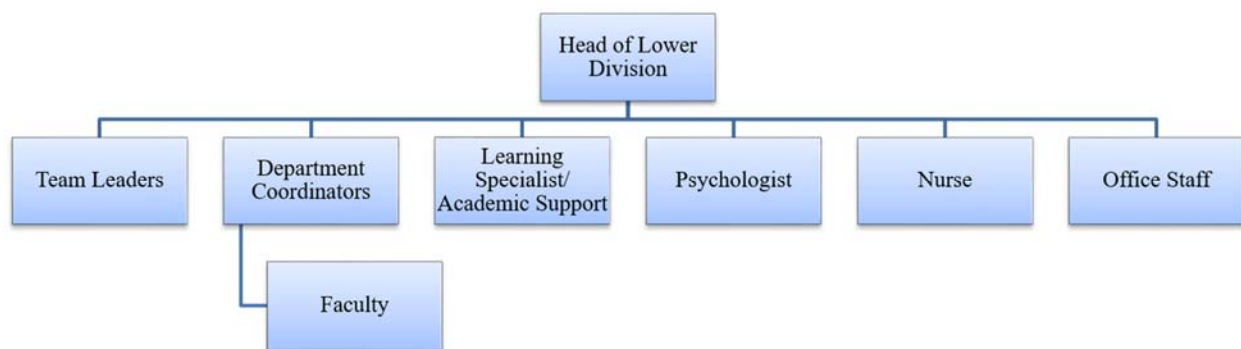 Head of Lower
Division
Team Leaders
Department
Coordinators
Learning
Specialist/
Academic Support
Psychologist
Nurse
Office Staff
Faculty